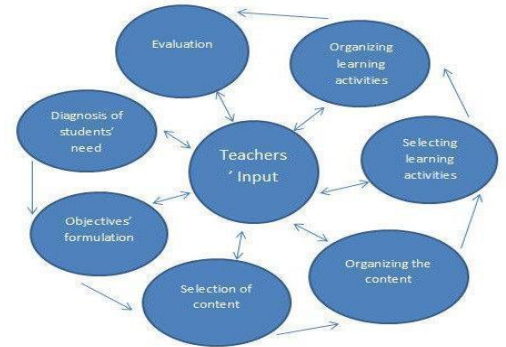 Evaluation
Organizing
learning
activities
Diagnosis of
students'
need
Teachers
´ Input
Selecting
learning
activities
Objectives'
formulation
Organizing the
content
Selection of
content